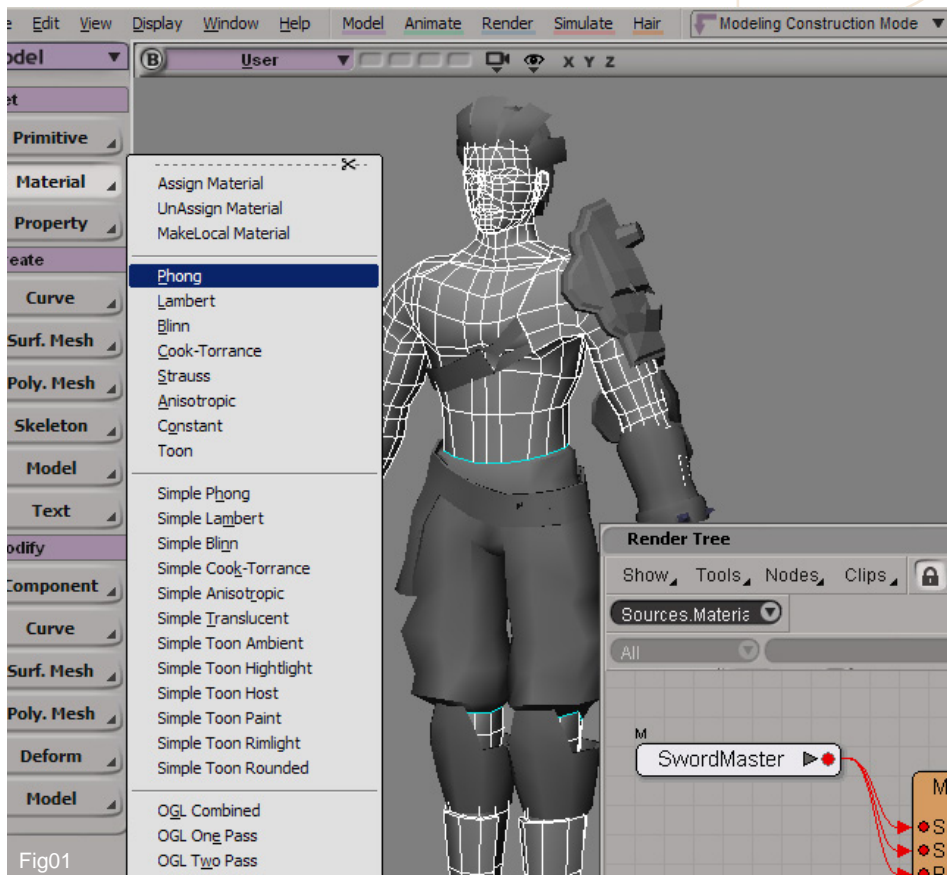 Edit View Display Window Help Model Animate Render Simulate Hair Modeling Construction Mode
B User X Y Z
Primitive
Material
Property
Curve
Surf. Mesh
Poly. Mesh
Skeleton
Model
Text
Component
Curve
Surf. Mesh
Poly. Mesh
Deform
Model
Fig01
Assign Material
UnAssign Material
MakeLocal Material
Phong
Lambert
Blinn
Cook-Torrance
Strauss
Anisotropic
Constant
Toon
Simple Phong
Simple Lambert
Simple Blinn
Simple Cook-Torrance
Simple Anisotropic
Simple Translucent
Simple Toon Ambient
Simple Toon Hightlight
Simple Toon Host
Simple Toon Paint
Simple Toon Rimlight
Simple Toon Rounded
OGL Combined
OGL One Pass
OGL Two Pass
Render Tree
Show Tools Nodes Clips
Sources.Materia
All
M
SwordMaster
M
S
S